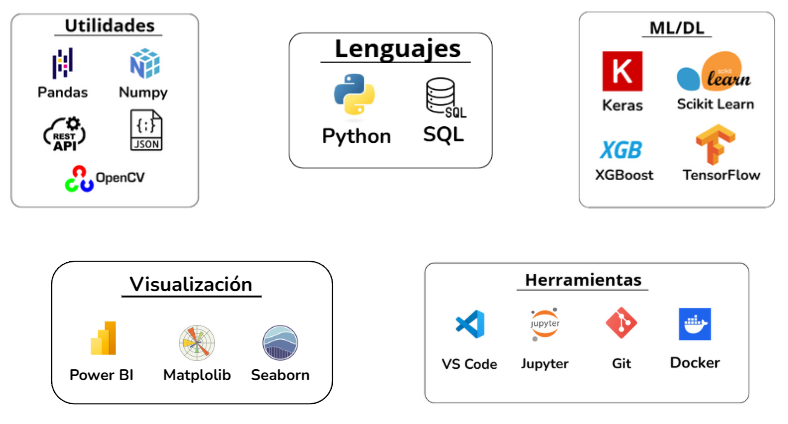 Utilidades
Pandas
Numpy
REST
API
{:}
JSON
OpenCV
Lenguajes
Python
SQL
SQL
ML/DL
K
Keras
scikit
learn
Scikit Learn
XGB
XGBoost
TensorFlow
Visualización
Power BI
Matplolib
Seaborn
Herramientas
VS Code
jupyter
Jupyter
Git
Docker